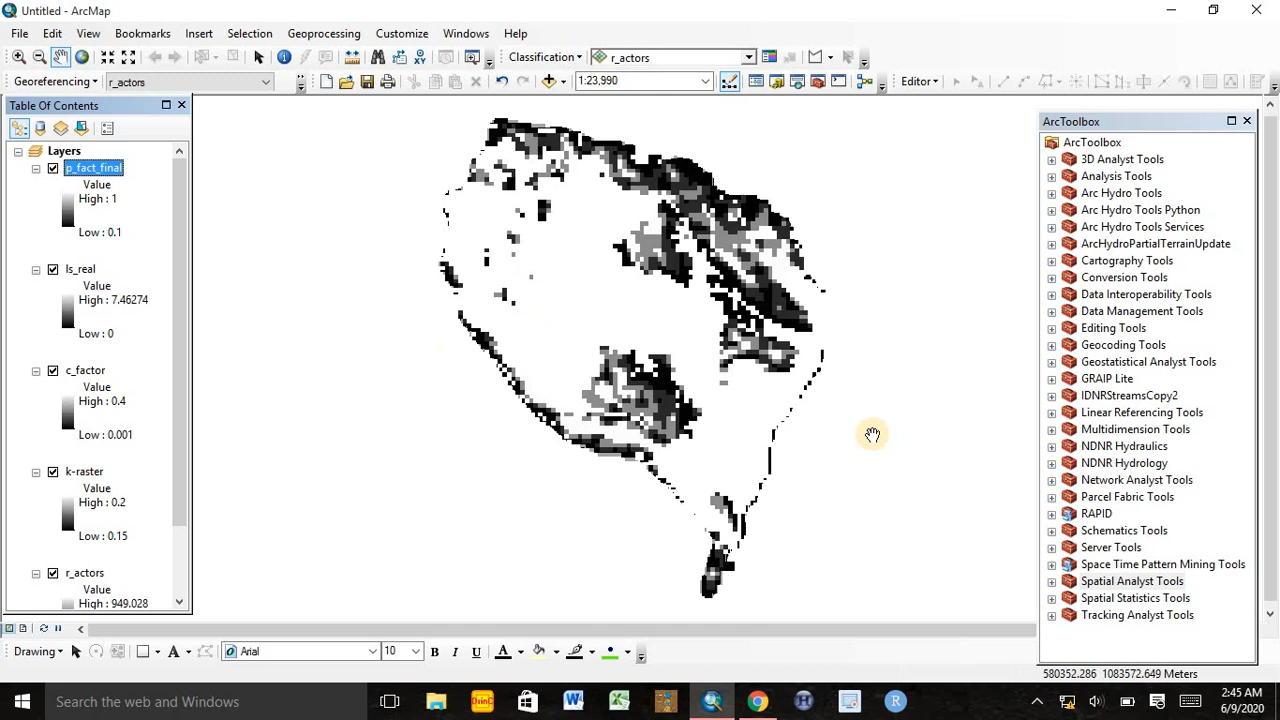 Untitled - ArcMap
File Edit View Bookmarks Insert Selection Geoprocessing Customize Windows Help
Classification r_actors
Georeferencing r_actors 1:23,990 Editor
Table Of Contents
Layers
p_fact_final
Value
High : 1
Low : 0.1
ls_real
Value
High : 7.46274
Low : 0
c_factor
Value
High : 0.4
Low : 0.001
k-raster
Value
High : 0.2
Low : 0.15
r_actors
Value
High : 949.028
ArcToolbox
ArcToolbox
3D Analyst Tools
Analysis Tools
Arc Hydro Tools
Arc Hydro Tools Python
Arc Hydro Tools Services
ArcHydroPartialTerrainUpdate
Cartography Tools
Conversion Tools
Data Interoperability Tools
Data Management Tools
Editing Tools
Geocoding Tools
Geostatistical Analyst Tools
GRAIP Lite
IDNRStreamsCopy2
Linear Referencing Tools
Multidimension Tools
NDNR Hydraulics
NDNR Hydrology
Network Analyst Tools
Parcel Fabric Tools
RAPID
Schematics Tools
Server Tools
Space Time Pattern Mining Tools
Spatial Analyst Tools
Spatial Statistics Tools
Tracking Analyst Tools
Drawing A Arial 10 B I U A
580352.286 1083572.649 Meters
Search the web and Windows
2:45 AM
6/9/2020